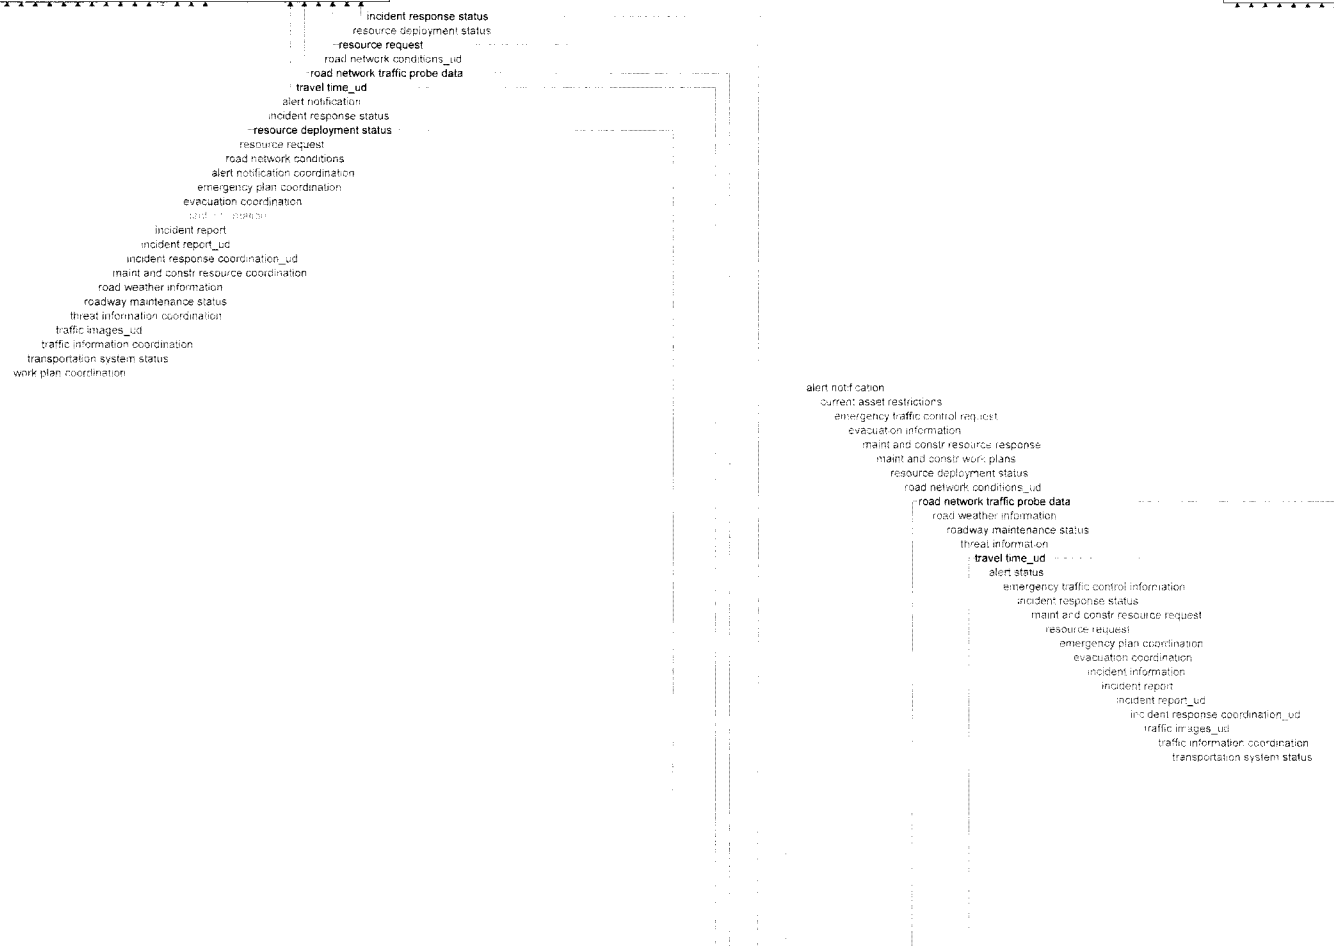 incident response status
resource deployment status
resource request
road network conditions_ud
road network traffic probe data
travel time_ud
alert notification
incident response status
resource deployment status
resource request
road network conditions
alert notification coordination
emergency plan coordination
evacuation coordination
incident report
incident report_ud
incident response coordination_ud
maint and constr resource coordination
road weather information
roadway maintenance status
threat information coordination
traffic images_ud
traffic information coordination
transportation system status
work plan coordination
alert notification
current asset restrictions
emergency traffic control request
evacuation information
maint and constr resource response
maint and constr work plans
resource deployment status
road network conditions_ud
road network traffic probe data
road weather information
roadway maintenance status
threat information
travel time_ud
alert status
emergency traffic control information
incident response status
maint and constr resource request
resource request
emergency plan coordination
evacuation coordination
incident information
incident report
incident report_ud
incident response coordination_ud
traffic images_ud
traffic information coordination
transportation system status